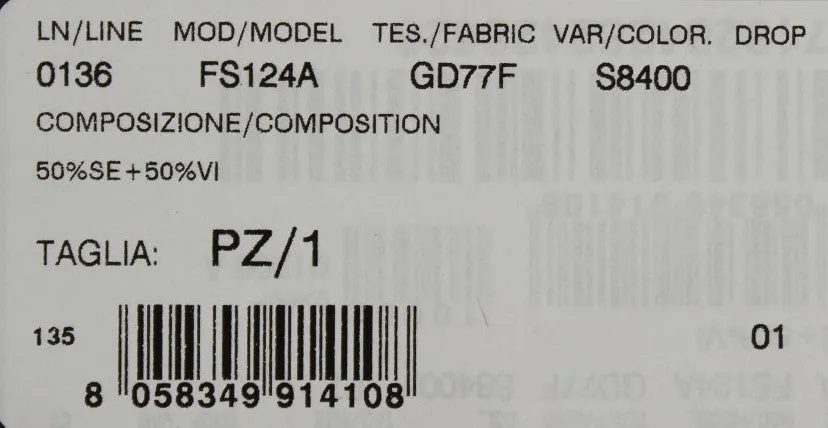 LN/LINE MOD/MODEL TES./FABRIC VAR/COLOR. DROP
0136 FS124A GD77F S8400
COMPOSIZIONE/COMPOSITION
50%SE+50%VI
TAGLIA: PZ/1
135
01
8 058349 914108